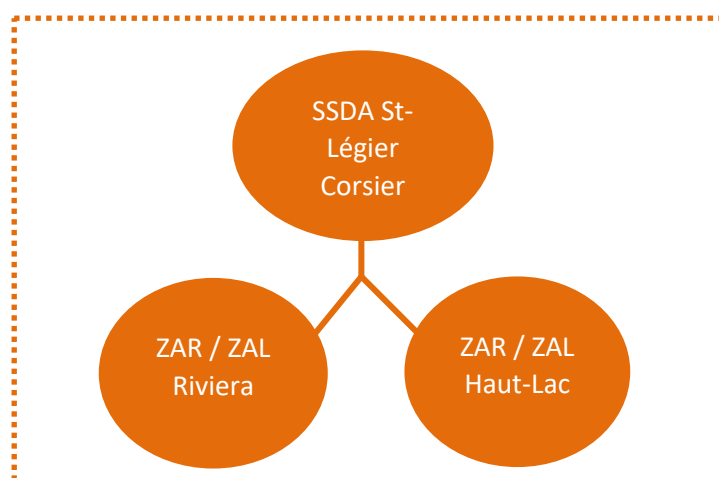 SSDA St-
Légier
Corsier
ZAR / ZAL
Riviera
ZAR / ZAL
Haut-Lac